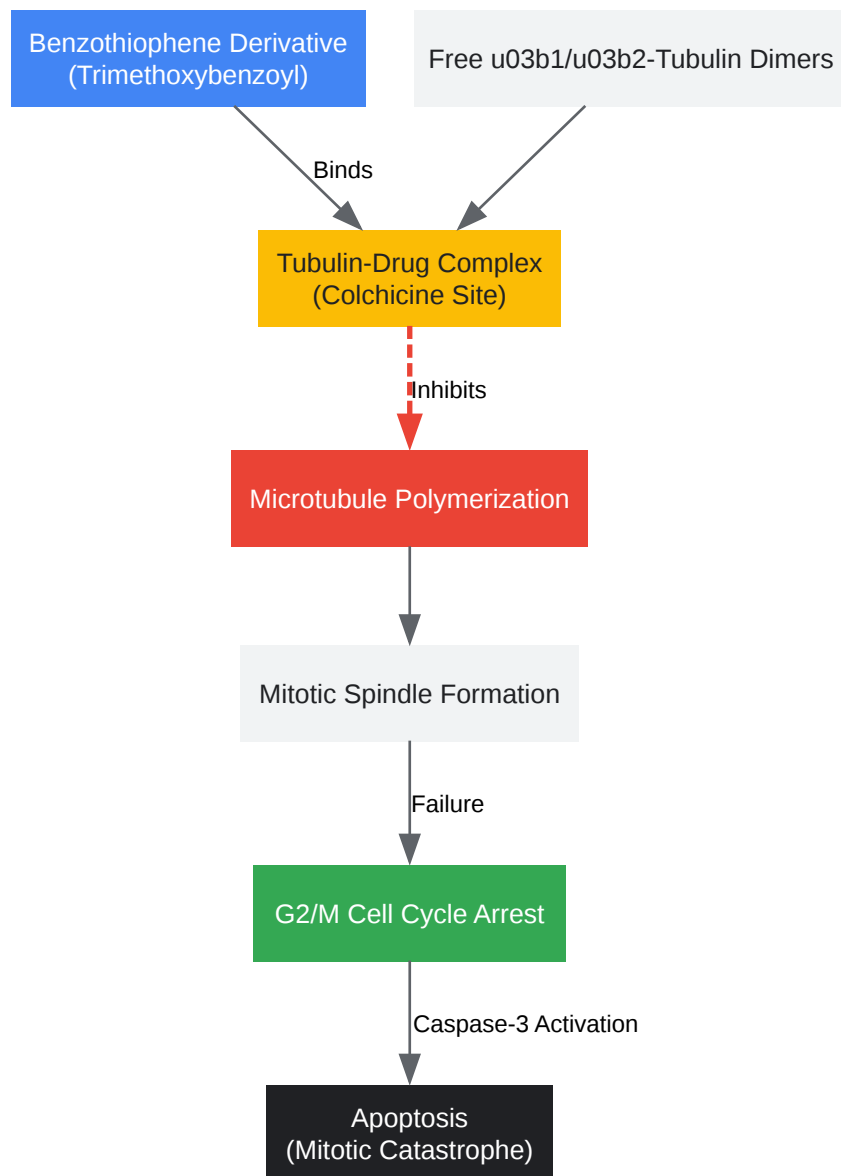 Benzothiophene Derivative
(Trimethoxybenzoyl)
Free u03b1/u03b2-Tubulin Dimers
Binds
Tubulin-Drug Complex
(Colchicine Site)
Inhibits
Microtubule Polymerization
Mitotic Spindle Formation
Failure
G2/M Cell Cycle Arrest
Caspase-3 Activation
Apoptosis
(Mitotic Catastrophe)